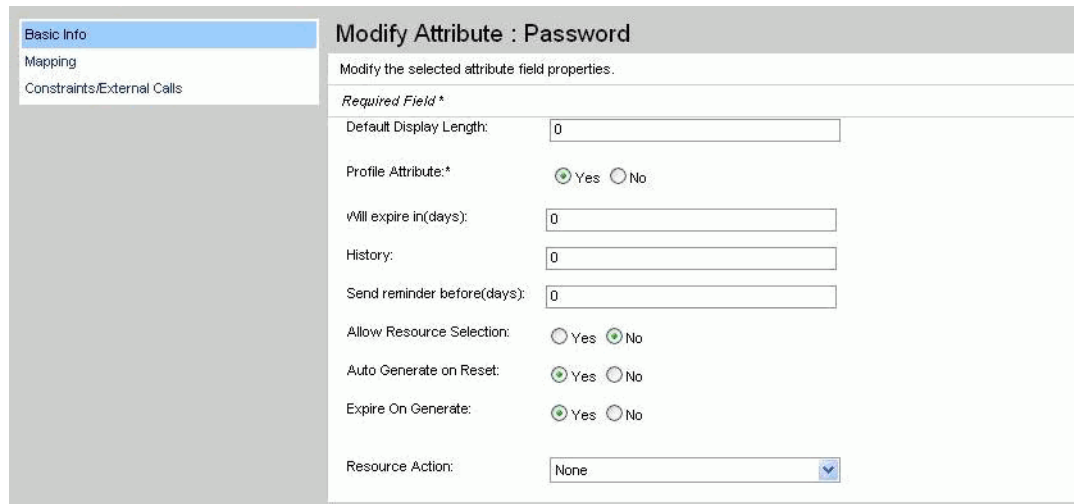 Basic Info
Mapping
Constraints/External Calls
Modify Attribute : Password
Modify the selected attribute field properties.
Required Field *
Default Display Length: 0
Profile Attribute:* Yes No
Will expire in(days): 0
History: 0
Send reminder before(days): 0
Allow Resource Selection: Yes No
Auto Generate on Reset: Yes No
Expire On Generate: Yes No
Resource Action: None